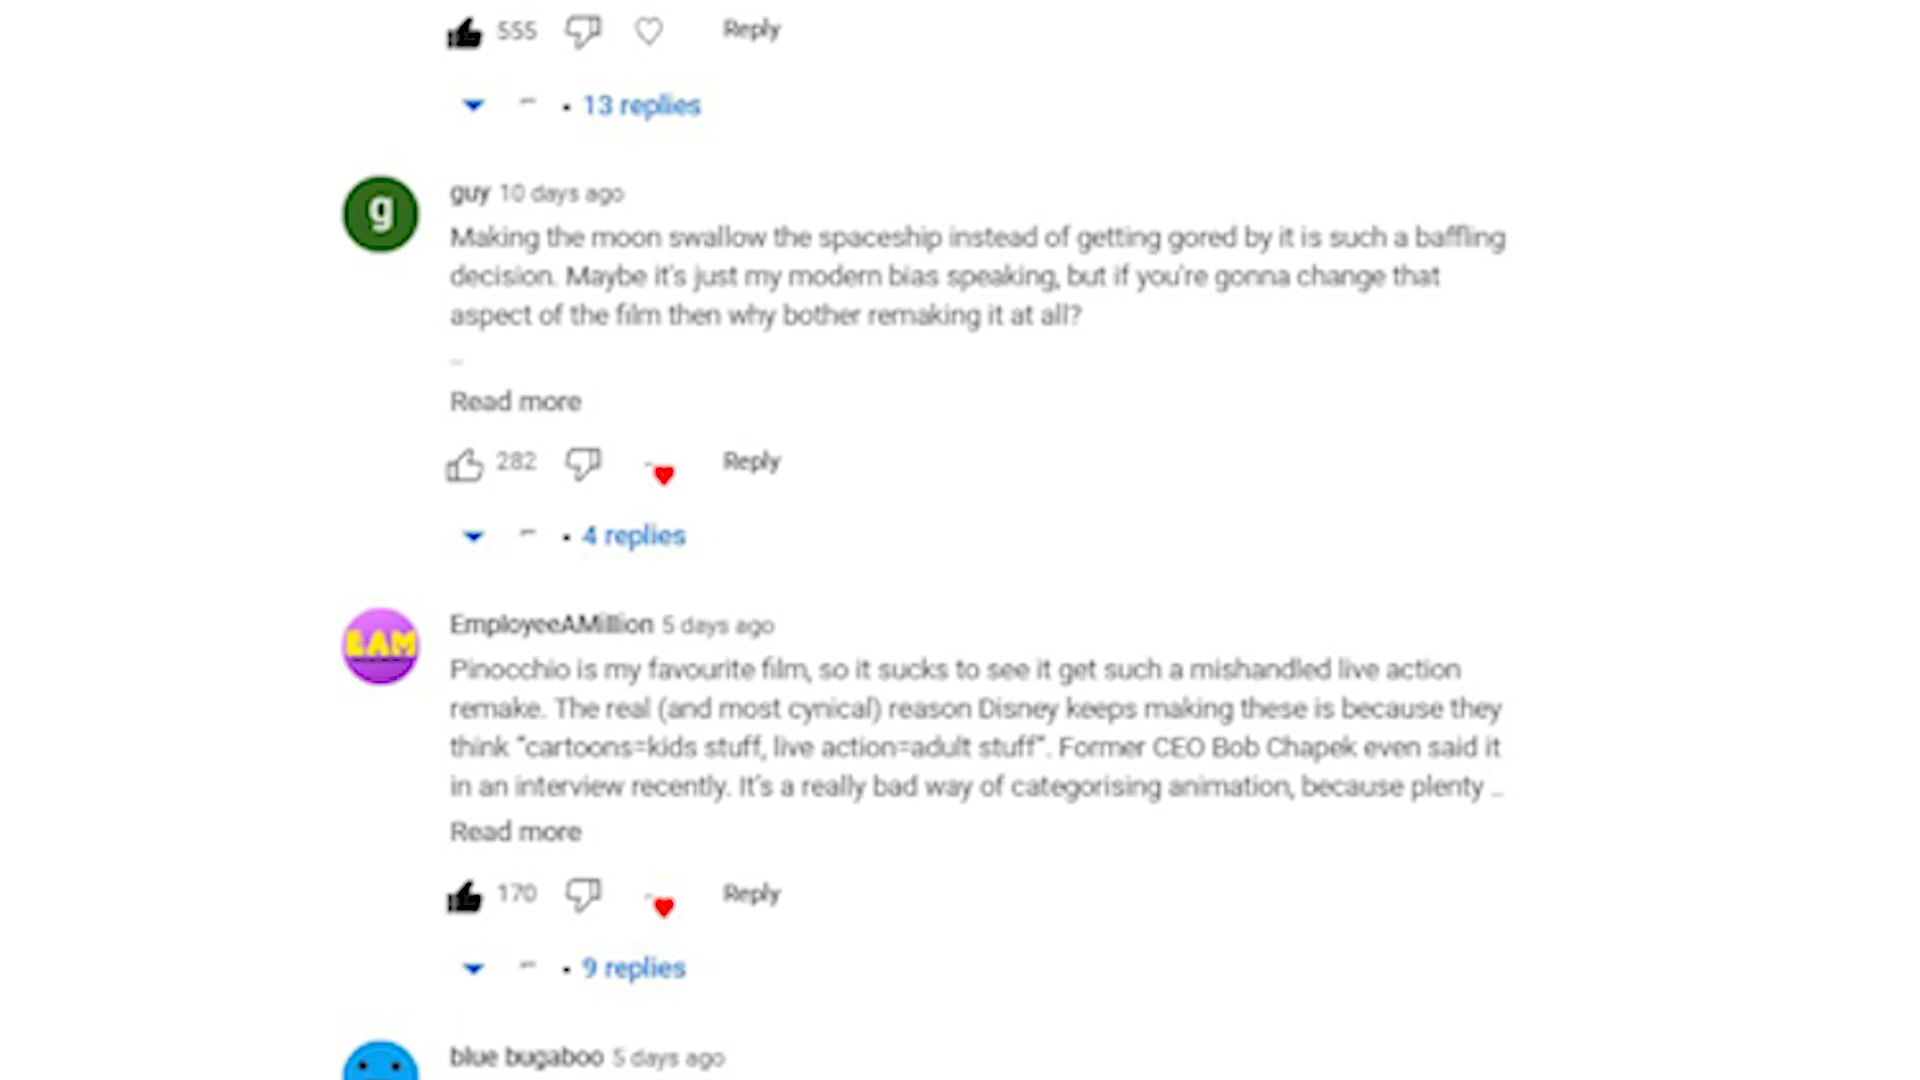 555 Reply
· 13 replies
g
guy 10 days ago
Making the moon swallow the spaceship instead of getting gored by it is such a baffling
decision. Maybe it's just my modern bias speaking, but if you're gonna change that
aspect of the film then why bother remaking it at all?
...
Read more
282 Reply
· 4 replies
EAM
EmployeeAMillion 5 days ago
Pinocchio is my favourite film, so it sucks to see it get such a mishandled live action
remake. The real (and most cynical) reason Disney keeps making these is because they
think "cartoons=kids stuff, live action=adult stuff". Former CEO Bob Chapek even said it
in an interview recently. It's a really bad way of categorising animation, because plenty ...
Read more
170 Reply
· 9 replies
blue bugaboo 5 days ago